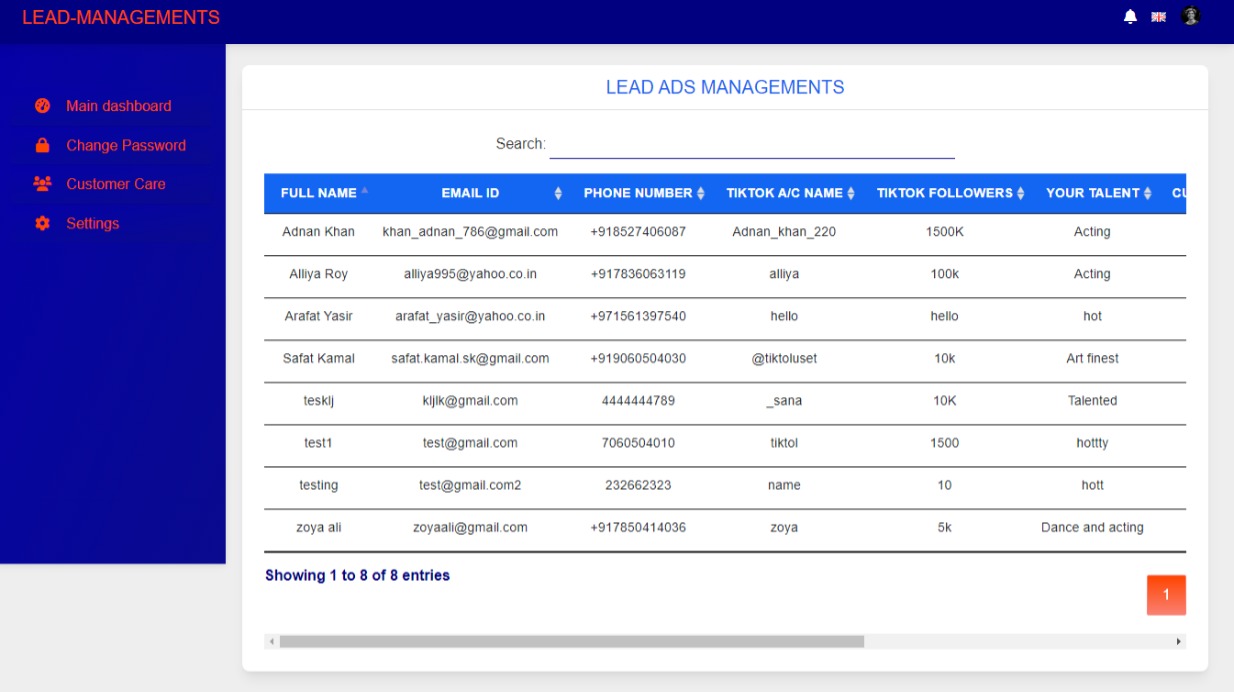 LEAD-MANAGEMENTS
Main dashboard
Change Password
Customer Care
Settings
LEAD ADS MANAGEMENTS
Search:
FULL NAME EMAIL ID PHONE NUMBER TIKTOK A/C NAME TIKTOK FOLLOWERS YOUR TALENT CU
Adnan Khan khan_adnan_786@gmail.com +918527406087 Adnan_khan_220 1500K Acting
Alliya Roy alliya995@yahoo.co.in +917836063119 alliya 100k Acting
Arafat Yasir arafat_yasir@yahoo.co.in +971561397540 hello hello hot
Safat Kamal safat.kamal.sk@gmail.com +919060504030 @tiktoluset 10k Art finest
tesklj kljlk@gmail.com 4444444789 _sana 10K Talented
test1 test@gmail.com 7060504010 tiktol 1500 hottty
testing test@gmail.com2 232662323 name 10 hott
zoya ali zoyaali@gmail.com +917850414036 zoya 5k Dance and acting
Showing 1 to 8 of 8 entries
1